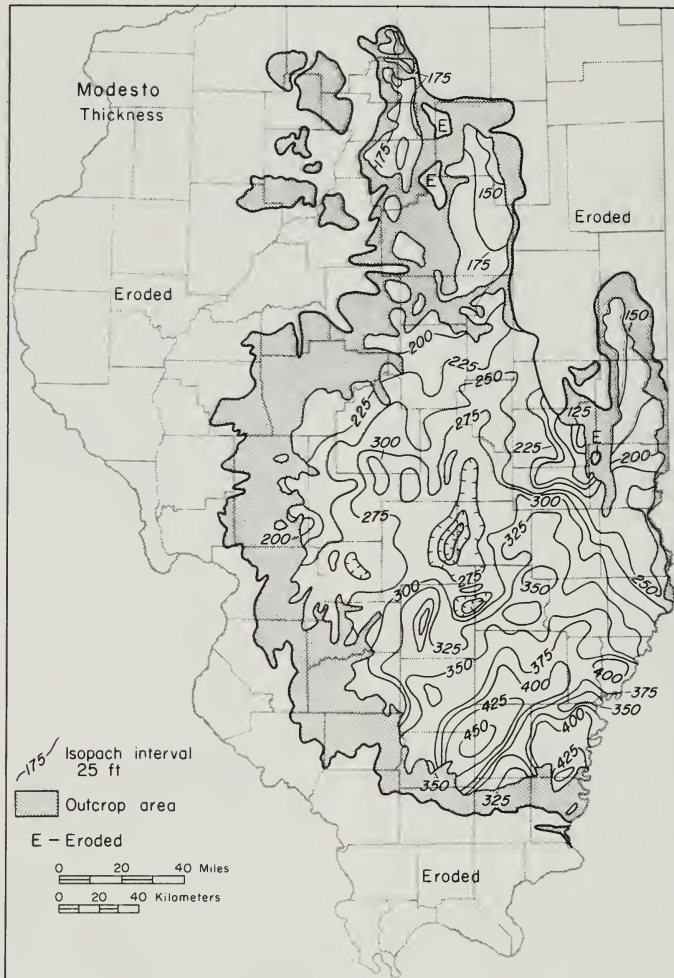 Modesto
Thickness
175
E
175
E
150
Eroded
175
Eroded
150
200
225
250
225
275
125
225
E
200
300
300
275
325
200
275
350
250
300
325
350
375
400
400
375
425
350
450
400
425
350
325
175 Isopach interval
25 ft
Outcrop area
E – Eroded
0 20 40 Miles
0 20 40 Kilometers
Eroded